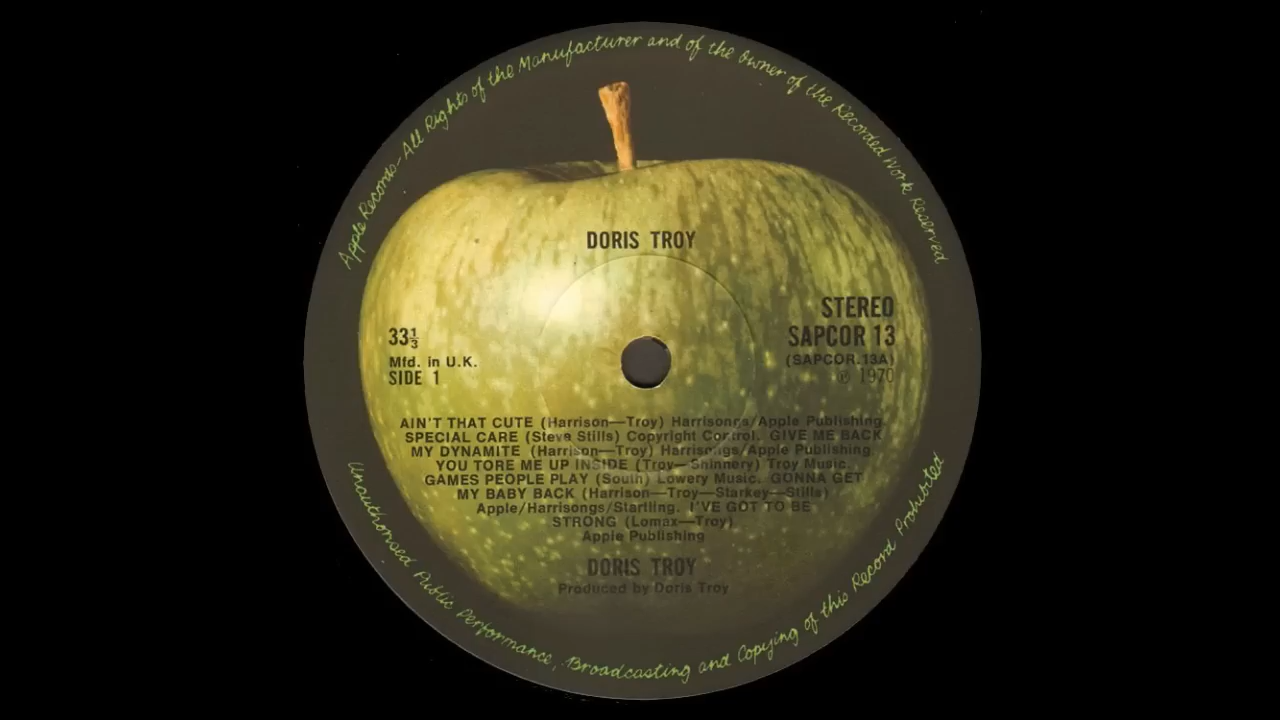 Apple Records-All Rights of the Manufacturer and of the Owner of the Recorded Work Reserved
DORIS TROY
STEREO
SAPCOR 13
(SAPCOR.13A)
℗ 1970
33⅓
Mfd. in U.K.
SIDE 1
AIN'T THAT CUTE (Harrison—Troy) Harrisongs/Apple Publishing.
SPECIAL CARE (Steve Stills) Copyright Control. GIVE ME BACK
MY DYNAMITE (Harrison—Troy) Harrisongs/Apple Publishing.
YOU TORE ME UP INSIDE (Troy—Shinnery) Troy Music.
GAMES PEOPLE PLAY (South) Lowery Music. GONNA GET
MY BABY BACK (Harrison—Troy—Starkey—Stills)
Apple/Harrisongs/Startling. I'VE GOT TO BE
STRONG (Lomax—Troy)
Apple Publishing
DORIS TROY
Produced by Doris Troy
Unauthorised Public Performance, Broadcasting and Copying of this Record Prohibited